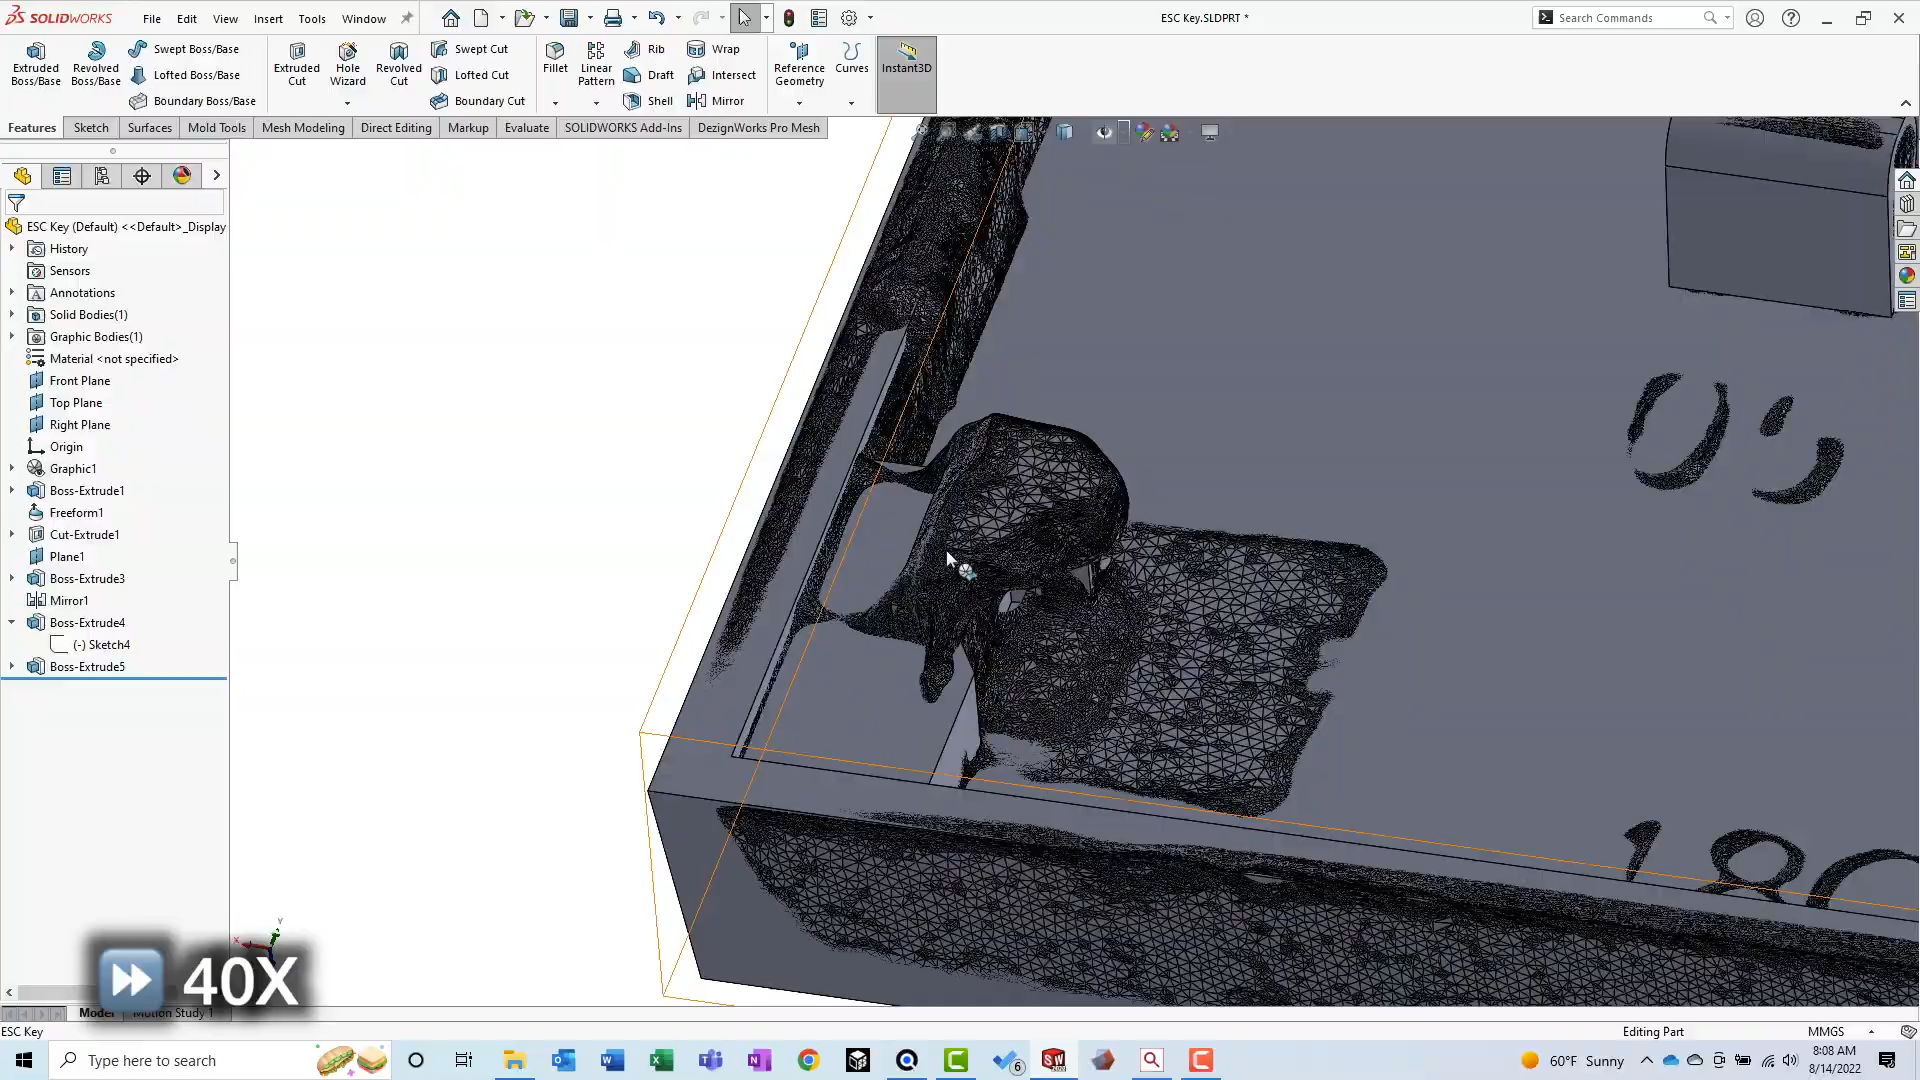 SOLIDWORKS File Edit View Insert Tools Window ESC Key.SLDPRT * Search Commands
Extruded Boss/Base
Revolved Boss/Base
Swept Boss/Base
Lofted Boss/Base
Boundary Boss/Base
Extruded Cut
Hole Wizard
Revolved Cut
Swept Cut
Lofted Cut
Boundary Cut
Fillet
Linear Pattern
Rib
Draft
Shell
Wrap
Intersect
Mirror
Reference Geometry
Curves
Instant3D
Features Sketch Surfaces Mold Tools Mesh Modeling Direct Editing Markup Evaluate SOLIDWORKS Add-Ins DezignWorks Pro Mesh
ESC Key (Default) <<Default>_Display
History
Sensors
Annotations
Solid Bodies(1)
Graphic Bodies(1)
Material <not specified>
Front Plane
Top Plane
Right Plane
Origin
Graphic1
Boss-Extrude1
Freeform1
Cut-Extrude1
Plane1
Boss-Extrude3
Mirror1
Boss-Extrude4
(-) Sketch4
Boss-Extrude5
40X
Model Motion Study 1
ESC Key Editing Part MMGS
Type here to search
6
60°F Sunny
8:08 AM
8/14/2022